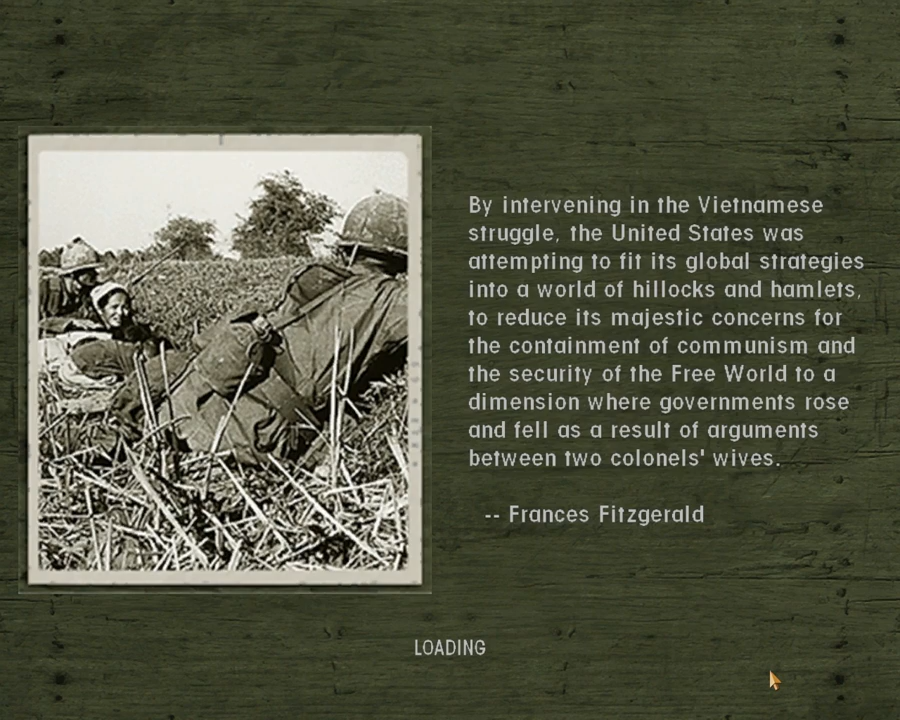 By intervening in the Vietnamese
struggle, the United States was
attempting to fit its global strategies
into a world of hillocks and hamlets,
to reduce its majestic concerns for
the containment of communism and
the security of the Free World to a
dimension where governments rose
and fell as a result of arguments
between two colonels' wives.
-- Frances Fitzgerald
LOADING